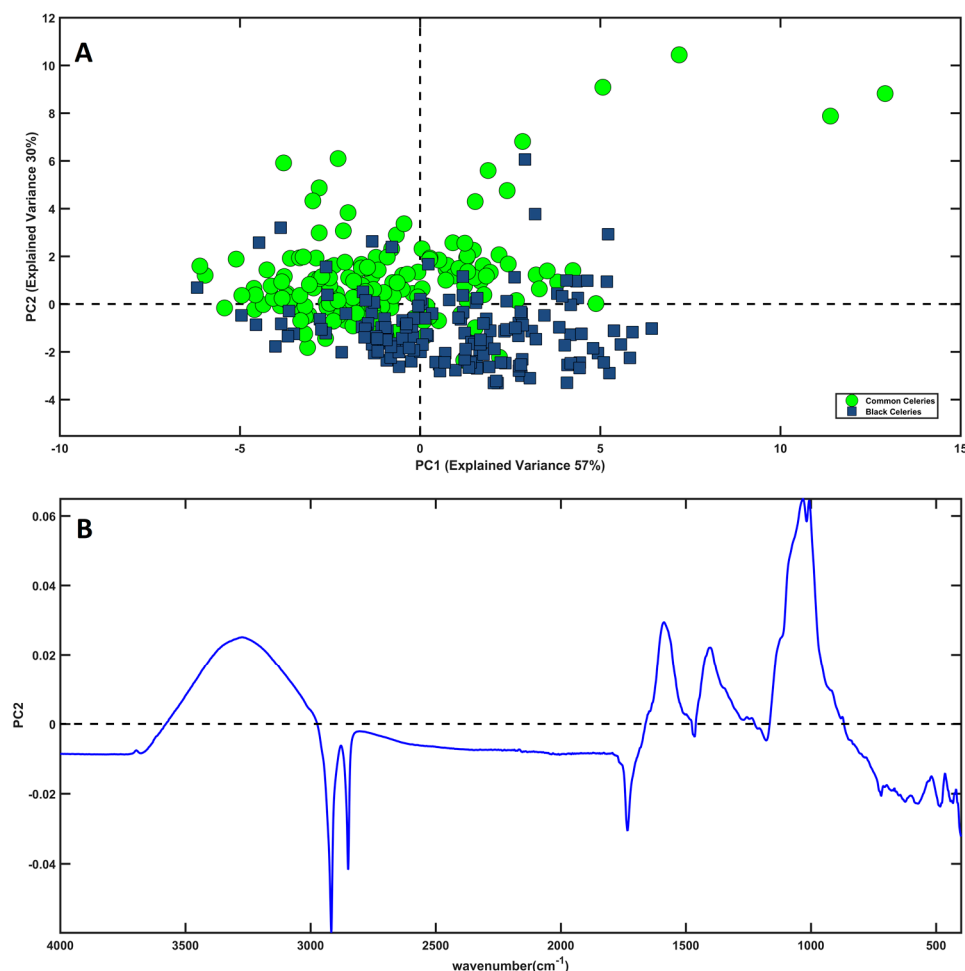 A
12
10
8
6
4
2
0
-2
-4
PC2 (Explained Variance 30%)
-10 -5 0 5 10 15
PC1 (Explained Variance 57%)
Common Celeries
Black Celeries
B
0.06
0.04
0.02
0
-0.02
-0.04
PC2
4000 3500 3000 2500 2000 1500 1000 500
wavenumber(cm⁻¹)